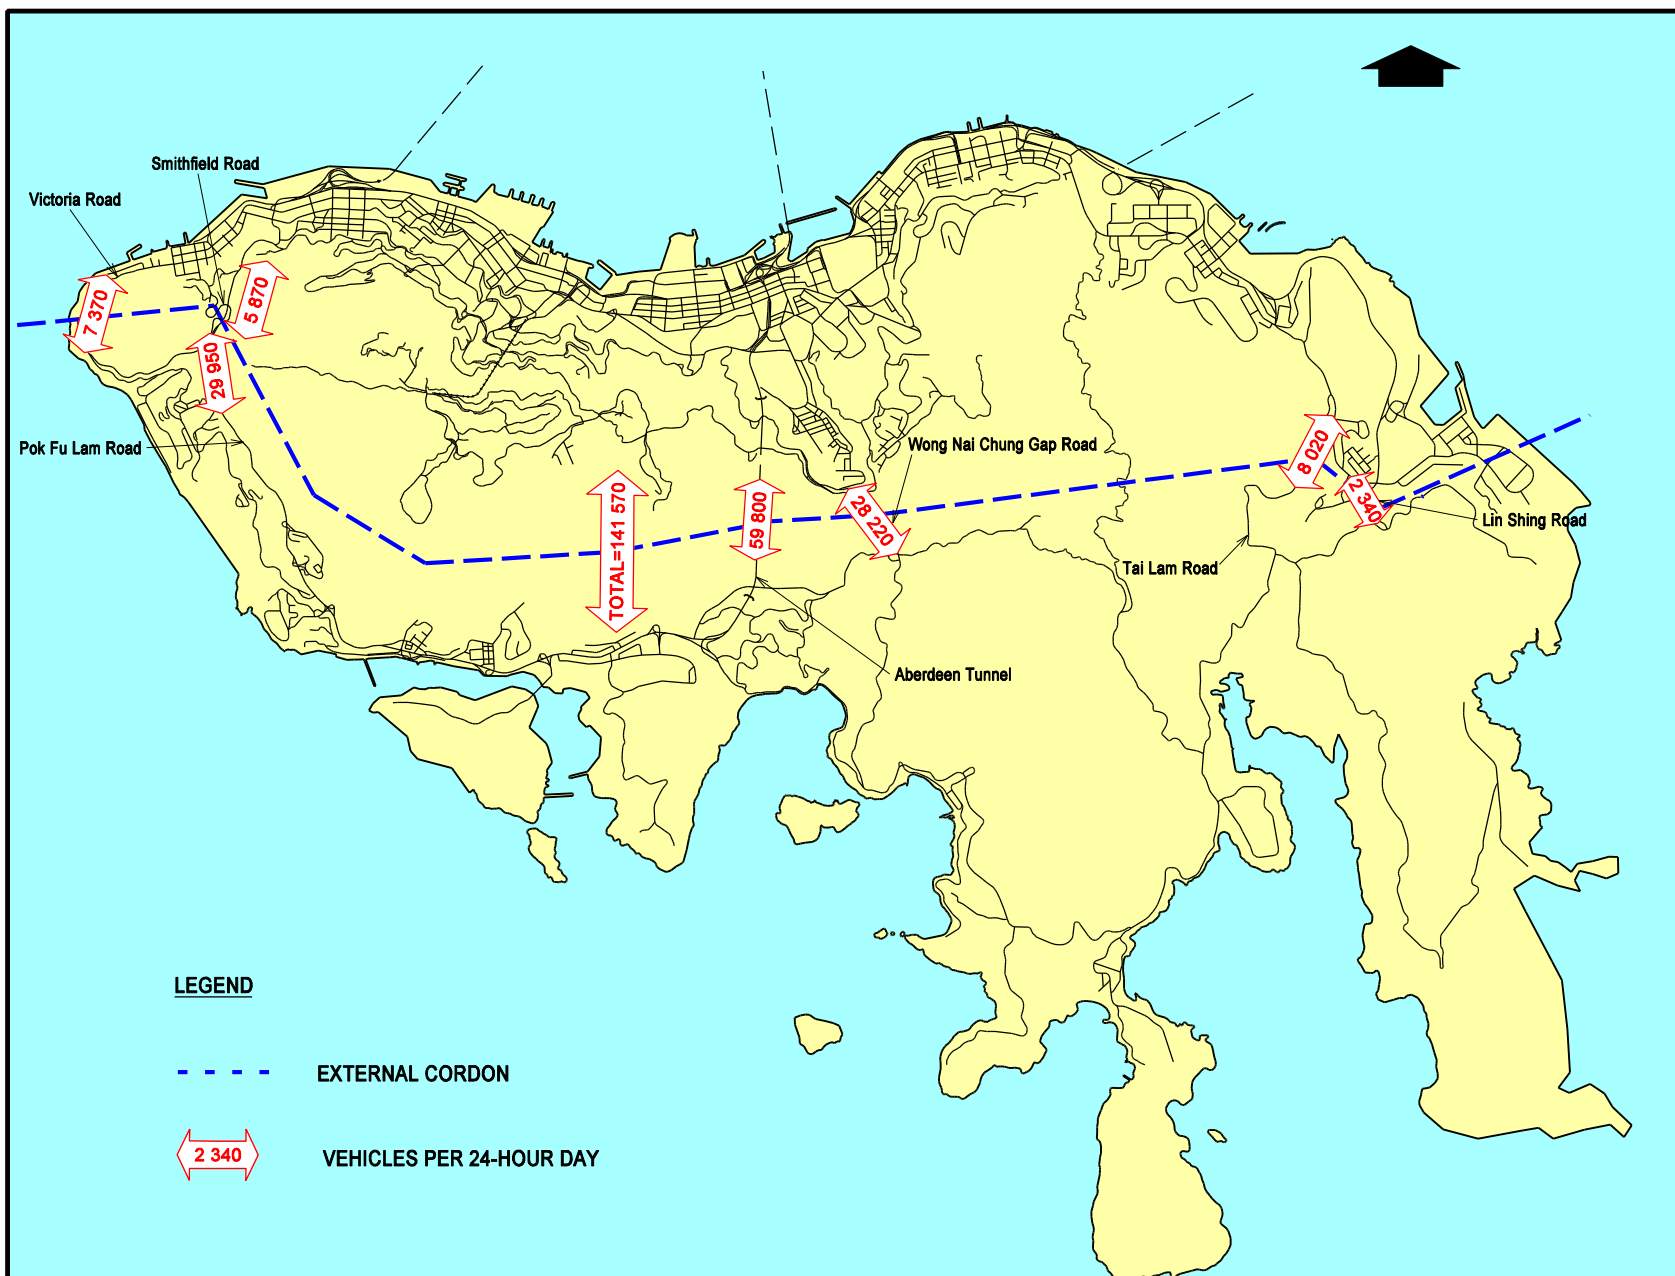 Smithfield Road
Victoria Road
7 370
5 870
29 950
Pok Fu Lam Road
Wong Nai Chung Gap Road
TOTAL=141 570
59 800
28 220
8 020
2 340
Lin Shing Road
Tai Lam Road
Aberdeen Tunnel
LEGEND
EXTERNAL CORDON
2 340
VEHICLES PER 24-HOUR DAY